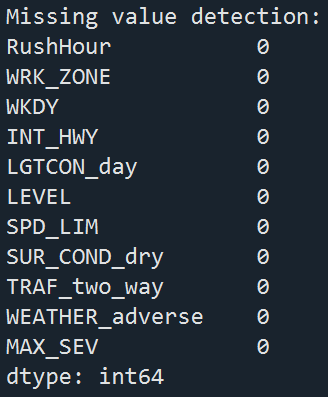 Missing value detection:
RushHour 0
WRK_ZONE 0
WKDY 0
INT_HWY 0
LGTCON_day 0
LEVEL 0
SPD_LIM 0
SUR_COND_dry 0
TRAF_two_way 0
WEATHER_adverse 0
MAX_SEV 0
dtype: int64